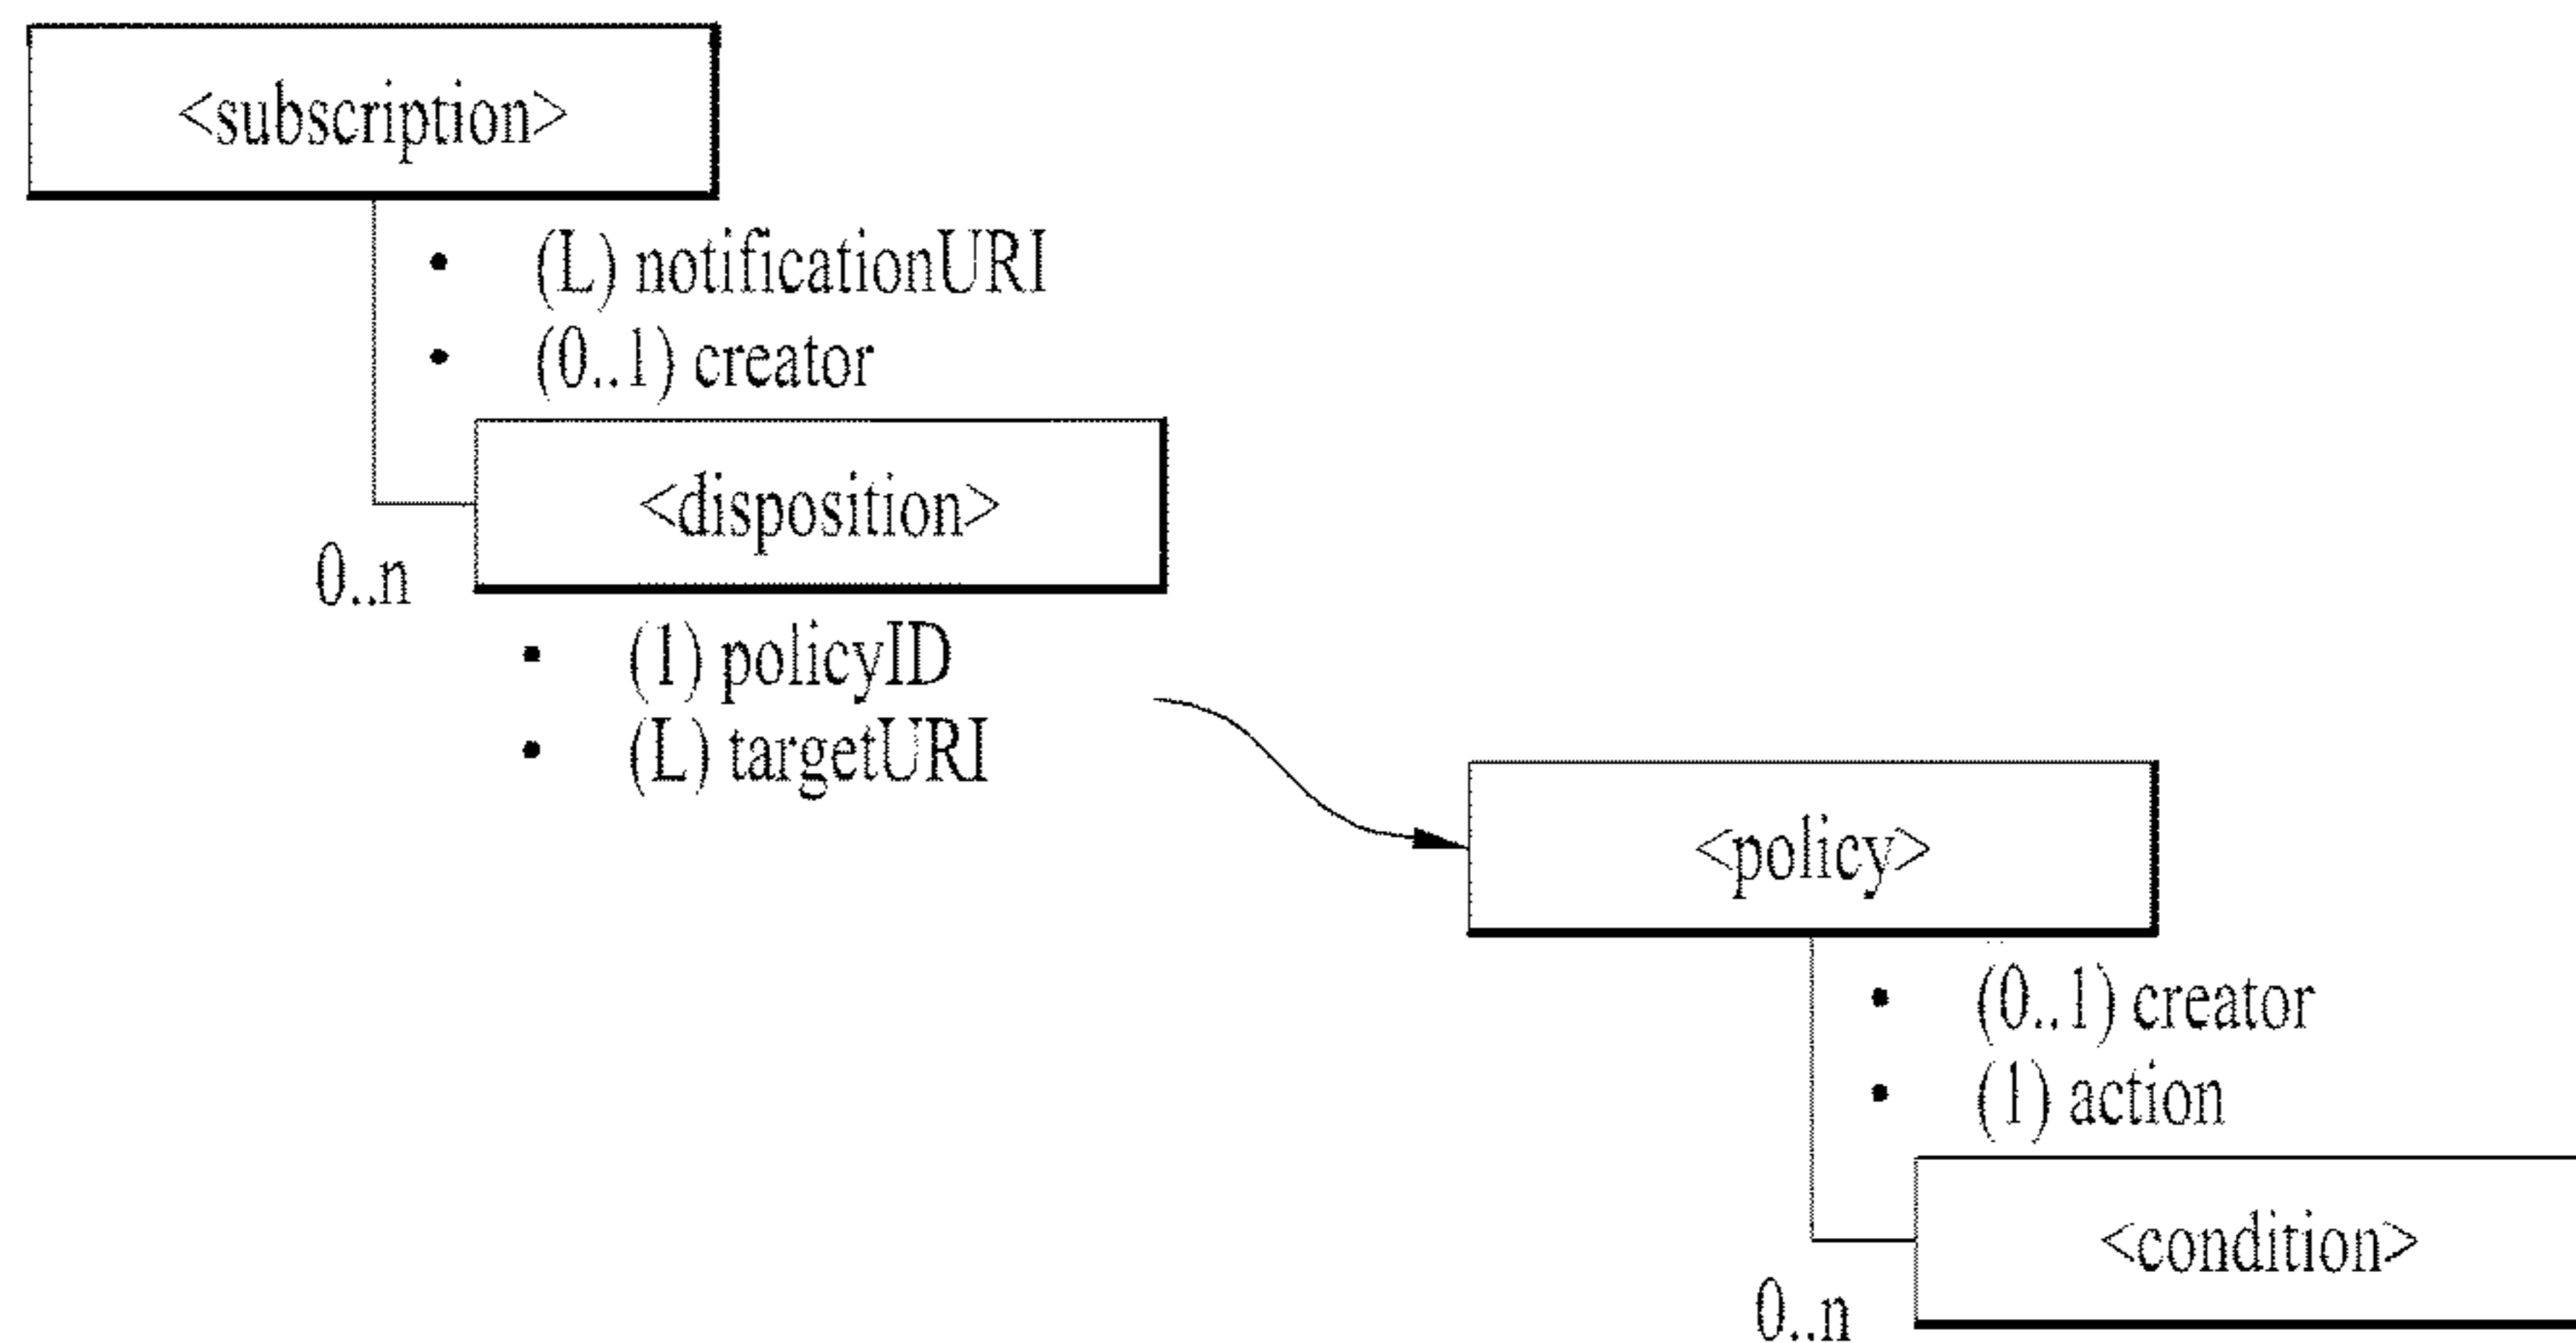 <subscription>
• (L) notificationURI
• (0..1) creator
<disposition>
0..n
• (1) policyID
• (L) targetURI
<policy>
• (0..1) creator
• (1) action
<condition>
0..n